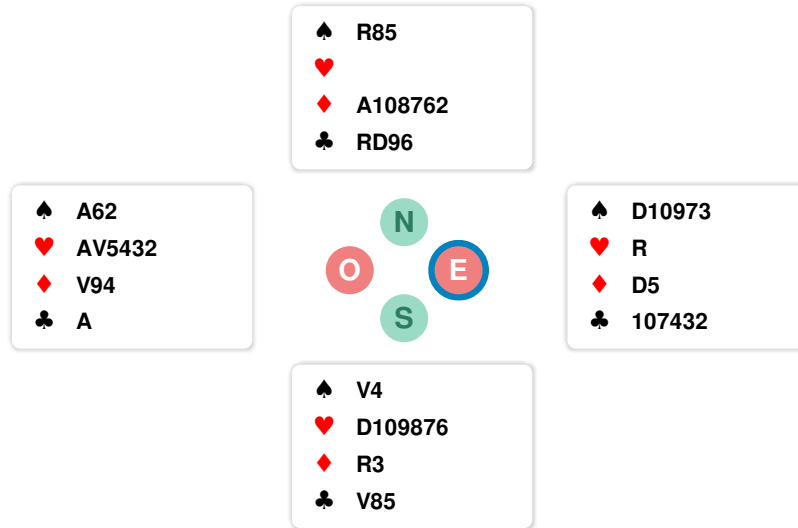 ♠ R85
♥
♦ A108762
♣ RD96
♠ A62
♥ AV5432
♦ V94
♣ A
N
O
E
S
♠ D10973
♥ R
♦ D5
♣ 107432
♠ V4
♥ D109876
♦ R3
♣ V85